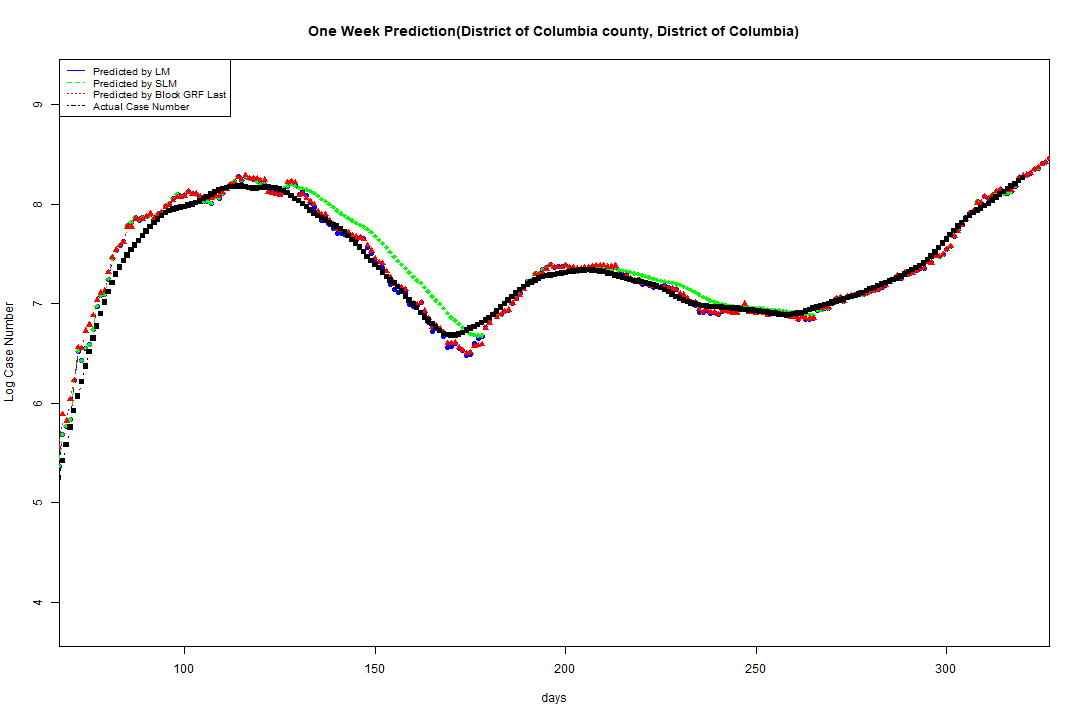 One Week Prediction(District of Columbia county, District of Columbia)
Predicted by LM
Predicted by SLM
Predicted by Block GRF Last
Actual Case Number
9
8
7
6
5
4
Log Case Number
100
150
200
250
300
days